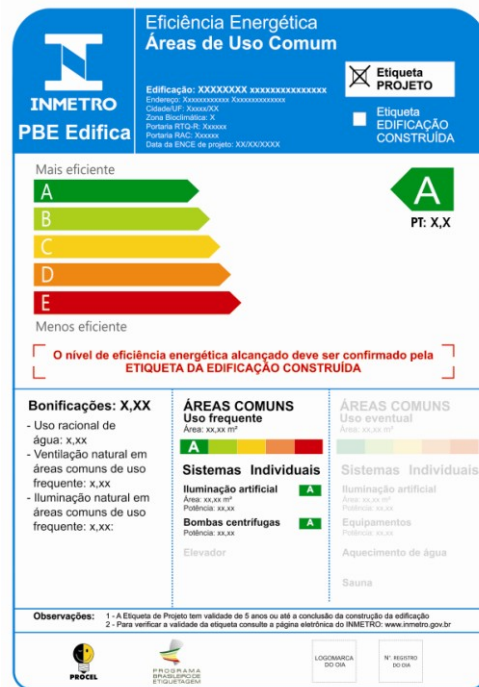 Eficiência Energética
Áreas de Uso Comum
INMETRO
PBE Edifica
Edificação: XXXXXXXX xxxxxxxxxxxxxxx
Endereço: Xxxxxxxxxxxx Xxxxxxxxxxxxxx
Cidade/UF: Xxxxx/XX
Zona Bioclimática: X
Portaria RTQ-R: Xxxxxx
Portaria RAC: Xxxxxx
Data da ENCE de projeto: XX/XX/XXXX
Etiqueta
PROJETO
Etiqueta
EDIFICAÇÃO
CONSTRUÍDA
Mais eficiente
A
B
C
D
E
Menos eficiente
A
PT: X,X
O nível de eficiência energética alcançado deve ser confirmado pela
ETIQUETA DA EDIFICAÇÃO CONSTRUÍDA
Bonificações: X,XX
- Uso racional de
água: x,xx
- Ventilação natural em
áreas comuns de uso
frequente: x,xx
- Iluminação natural em
áreas comuns de uso
frequente: x,xx:
ÁREAS COMUNS
Uso frequente
Área: xx,xx m²
A
Sistemas Individuais
Iluminação artificial A
Área: xx,xx m²
Potência: xx,xx
Bombas centrífugas A
Potência: xx,xx
Elevador
ÁREAS COMUNS
Uso eventual
Área: xx,xx m²
Sistemas Individuais
Iluminação artificial
Área: xx,xx m²
Potência: xx,xx
Equipamentos
Potência: xx,xx
Aquecimento de água
Sauna
Observações: 1 - A Etiqueta de Projeto tem validade de 5 anos ou até a conclusão da construção da edificação
2 - Para verificar a validade da etiqueta consulte a página eletrônica do INMETRO: www.inmetro.gov.br
PROCEL
PROGRAMA
BRASILEIRO DE
ETIQUETAGEM
LOGOMARCA
DO OIA
N°. REGISTRO
DO OIA